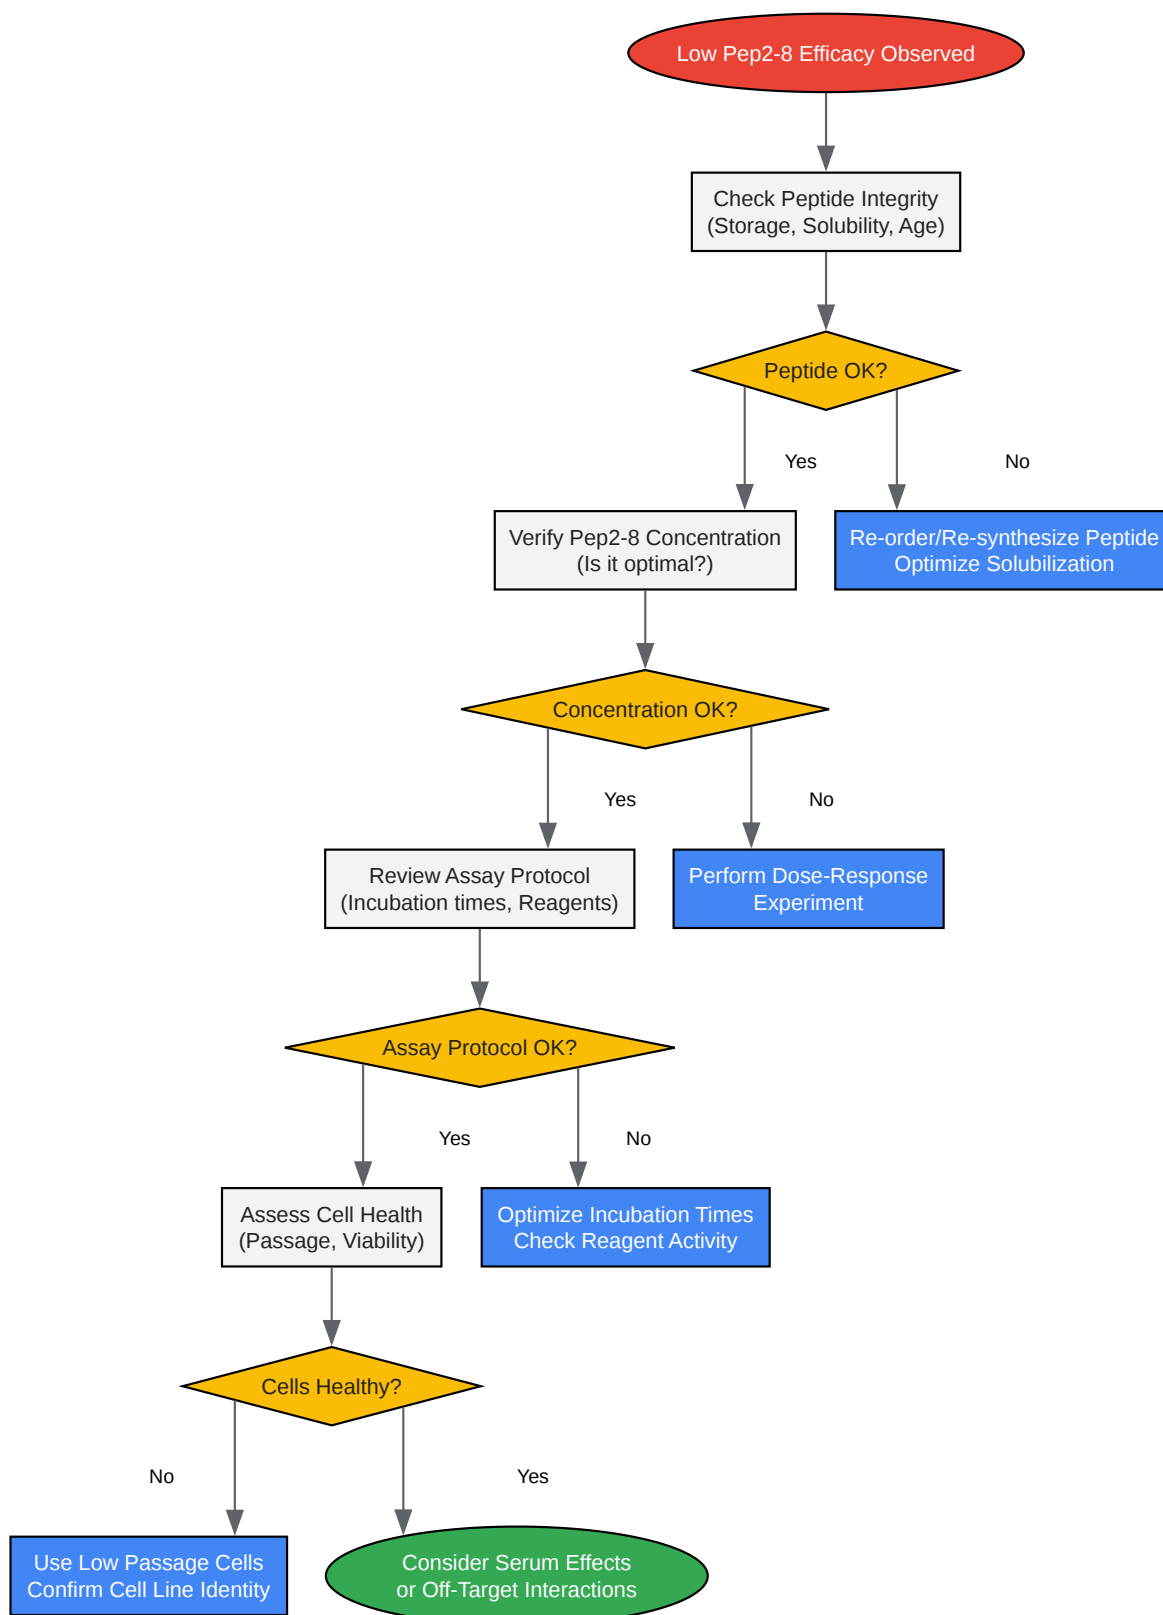 Low Pep2-8 Efficacy Observed
Check Peptide Integrity
(Storage, Solubility, Age)
Peptide OK?
Yes
No
Verify Pep2-8 Concentration
(Is it optimal?)
Re-order/Re-synthesize Peptide
Optimize Solubilization
Concentration OK?
Yes
No
Review Assay Protocol
(Incubation times, Reagents)
Perform Dose-Response
Experiment
Assay Protocol OK?
Yes
No
Assess Cell Health
(Passage, Viability)
Optimize Incubation Times
Check Reagent Activity
Cells Healthy?
No
Yes
Use Low Passage Cells
Confirm Cell Line Identity
Consider Serum Effects
or Off-Target Interactions